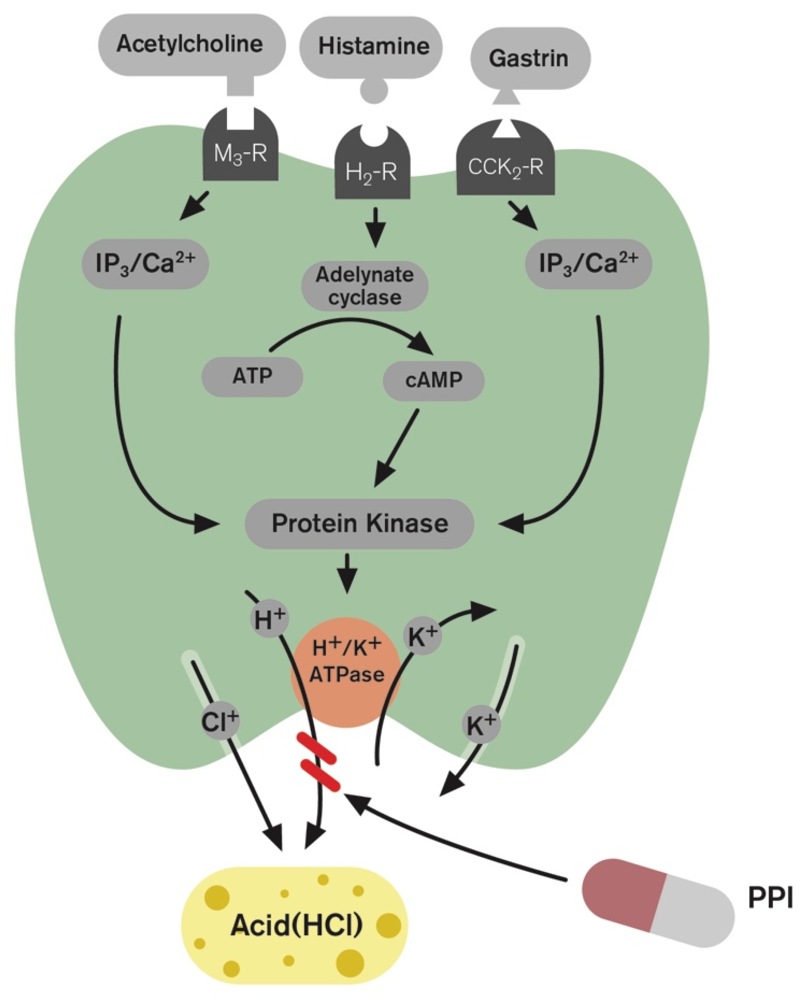 Acetylcholine
Histamine
Gastrin
M₃-R
H₂-R
CCK₂-R
IP₃/Ca²⁺
Adelynate
cyclase
IP₃/Ca²⁺
ATP
cAMP
Protein Kinase
H⁺
H⁺/K⁺
ATPase
K⁺
Cl⁺
K⁺
Acid(HCl)
PPI